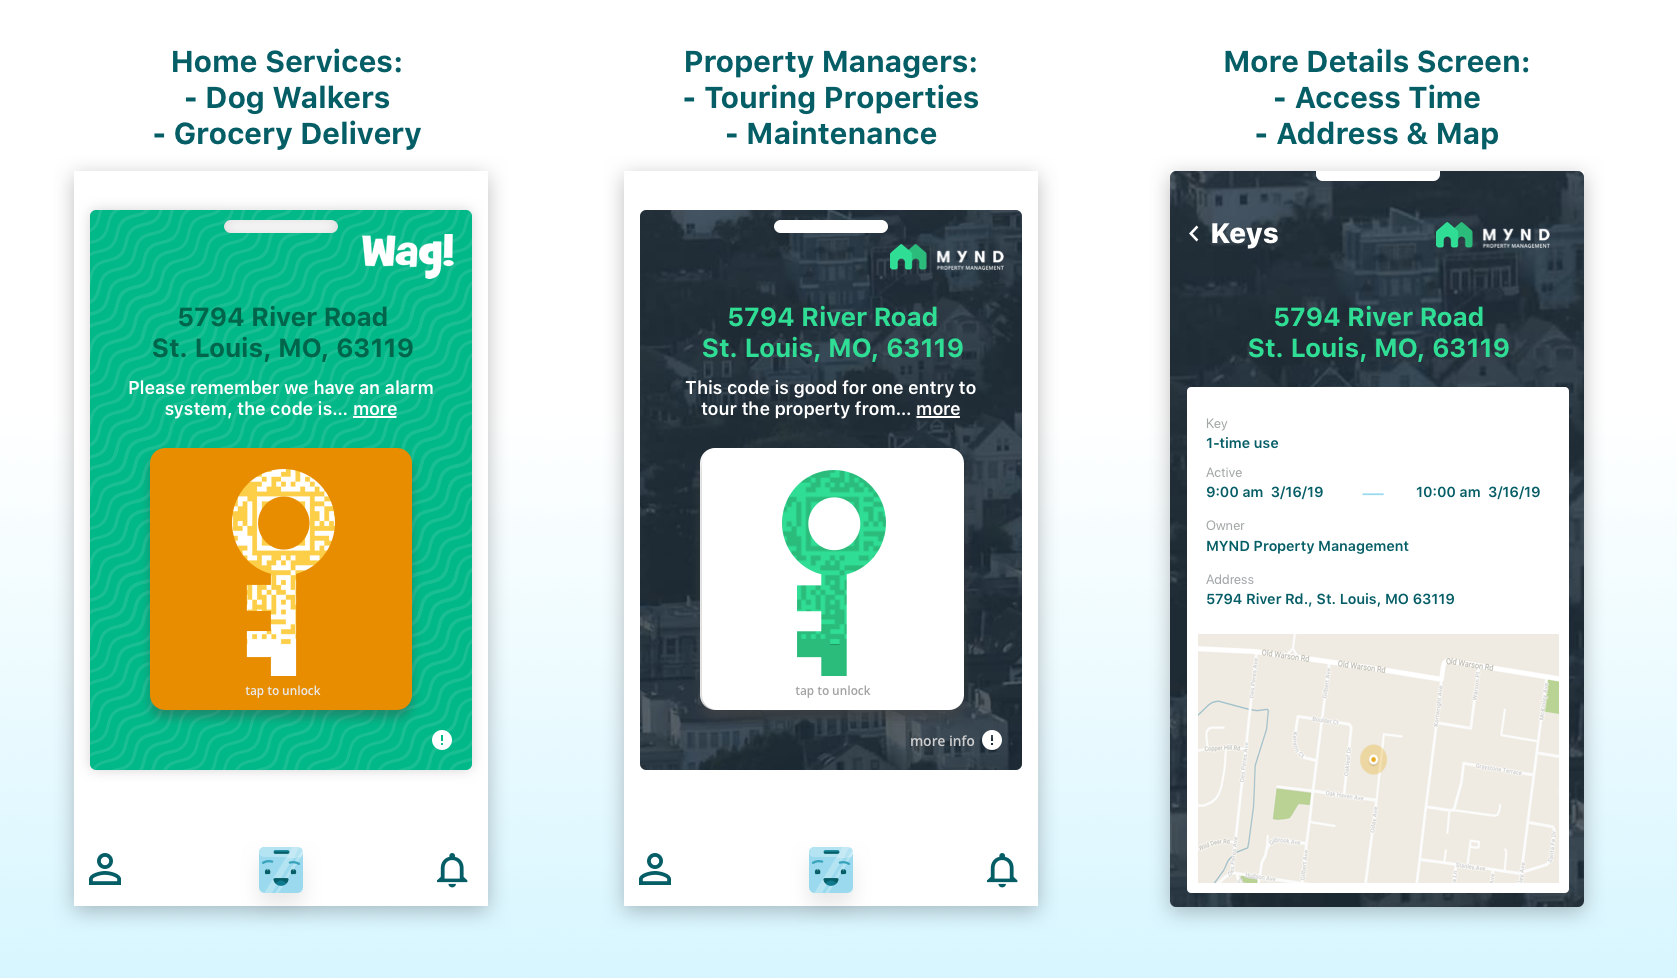 Home Services:
- Dog Walkers
- Grocery Delivery
Wag!
5794 River Road
St. Louis, MO, 63119
Please remember we have an alarm
system, the code is... more
tap to unlock
Property Managers:
- Touring Properties
- Maintenance
MYND
PROPERTY MANAGEMENT
5794 River Road
St. Louis, MO, 63119
This code is good for one entry to
tour the property from... more
tap to unlock
more info
More Details Screen:
- Access Time
- Address & Map
Keys
MYND
PROPERTY MANAGEMENT
5794 River Road
St. Louis, MO, 63119
Key
1-time use
Active
9:00 am 3/16/19 — 10:00 am 3/16/19
Owner
MYND Property Management
Address
5794 River Rd., St. Louis, MO 63119
Old Warson Rd
Old Warson Rd
Old Warson Rd
Copper Hill Rd